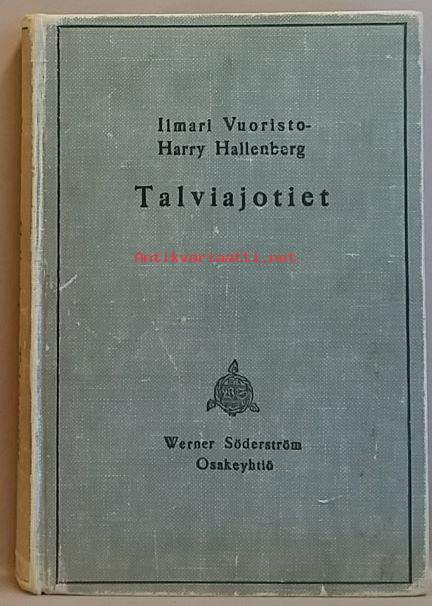 Ilmari Vuoristo-
Harry Hallenberg
Talviajotiet
Antikvariaatti.net
Werner Söderström
Osakeyhtiö